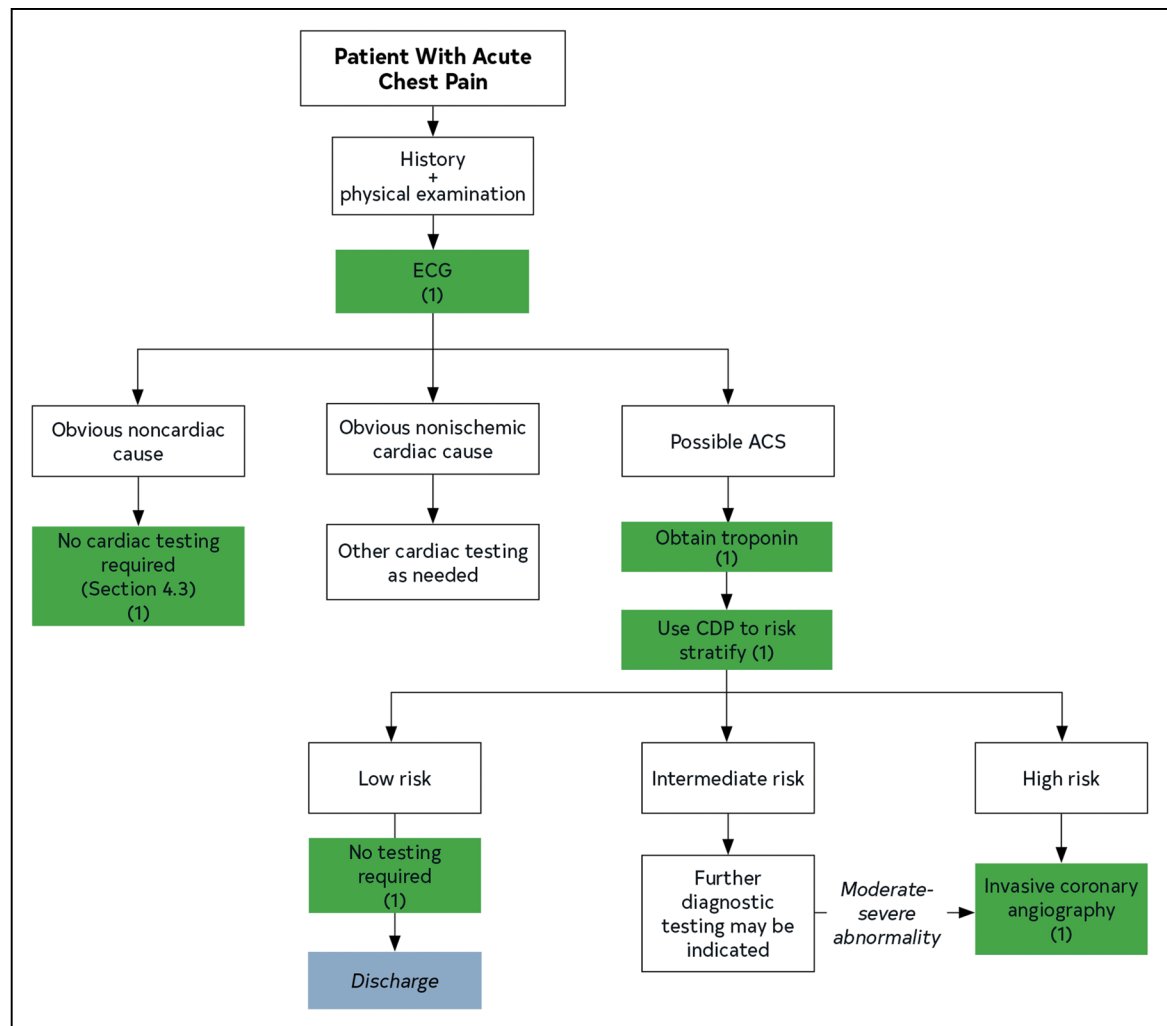 Patient With Acute
Chest Pain
History
+
physical examination
ECG
(1)
Obvious noncardiac
cause
Obvious nonischemic
cardiac cause
Possible ACS
No cardiac testing
required
(Section 4.3)
(1)
Other cardiac testing
as needed
Obtain troponin
(1)
Use CDP to risk
stratify (1)
Low risk
Intermediate risk
High risk
No testing
required
(1)
Further
diagnostic
testing may be
indicated
Moderate-
severe
abnormality
Invasive coronary
angiography
(1)
Discharge